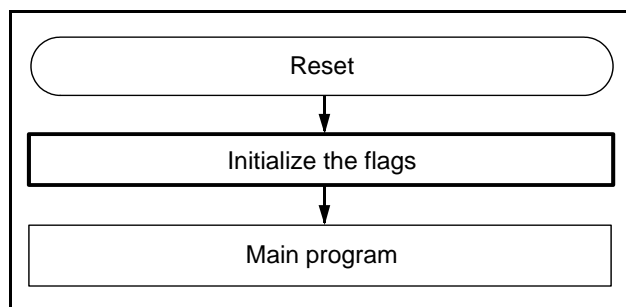 Reset
Initialize the flags
Main program